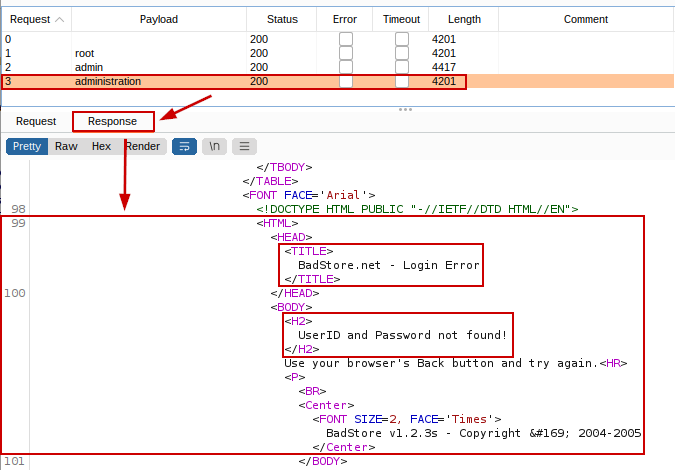 Request Payload Status Error Timeout Length Comment
0 200 4201
1 root 200 4201
2 admin 200 4417
3 administration 200 4201
Request Response
Pretty Raw Hex Render \n
</TBODY>
</TABLE>
<FONT FACE='Arial'>
98 <!DOCTYPE HTML PUBLIC "-//IETF//DTD HTML//EN">
99 <HTML>
<HEAD>
<TITLE>
BadStore.net - Login Error
</TITLE>
100 </HEAD>
<BODY>
<H2>
UserID and Password not found!
</H2>
Use your browser's Back button and try again.<HR>
<P>
<BR>
<Center>
<FONT SIZE=2, FACE='Times'>
BadStore v1.2.3s - Copyright &#169; 2004-2005
</Center>
101 </BODY>